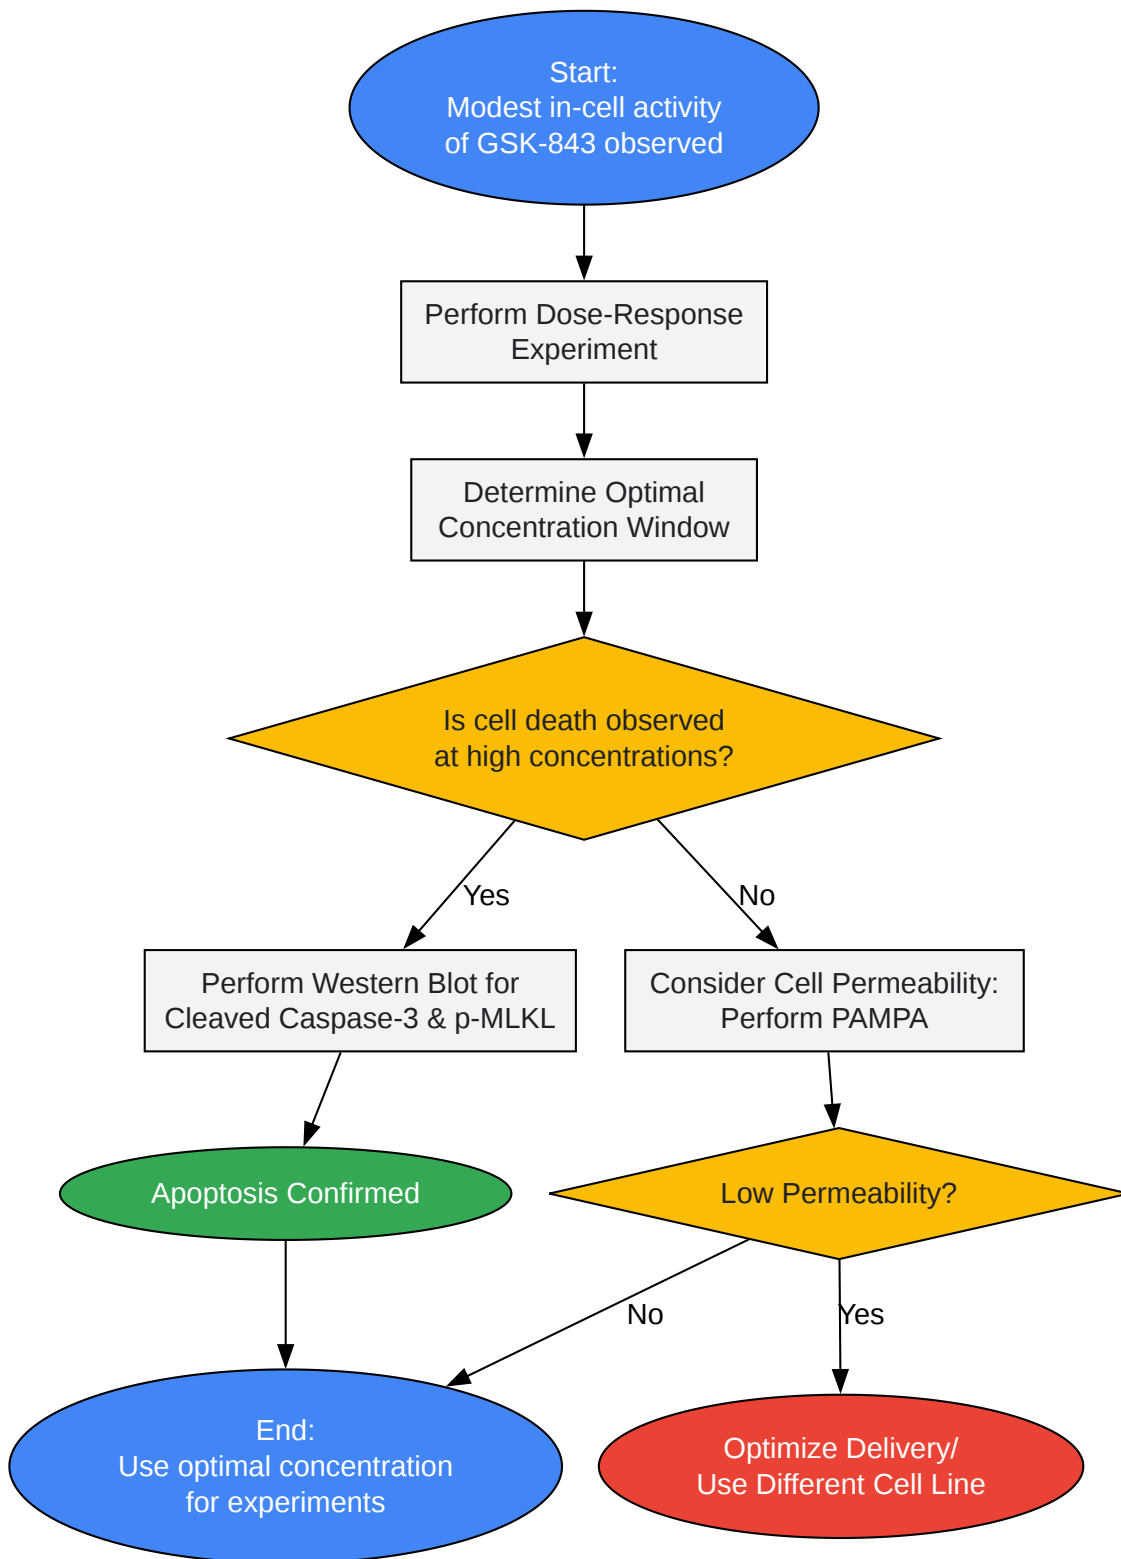 Start:
Modest in-cell activity
of GSK-843 observed
Perform Dose-Response
Experiment
Determine Optimal
Concentration Window
Is cell death observed
at high concentrations?
Yes
No
Perform Western Blot for
Cleaved Caspase-3 & p-MLKL
Consider Cell Permeability:
Perform PAMPA
Apoptosis Confirmed
Low Permeability?
No
Yes
End:
Use optimal concentration
for experiments
Optimize Delivery/
Use Different Cell Line